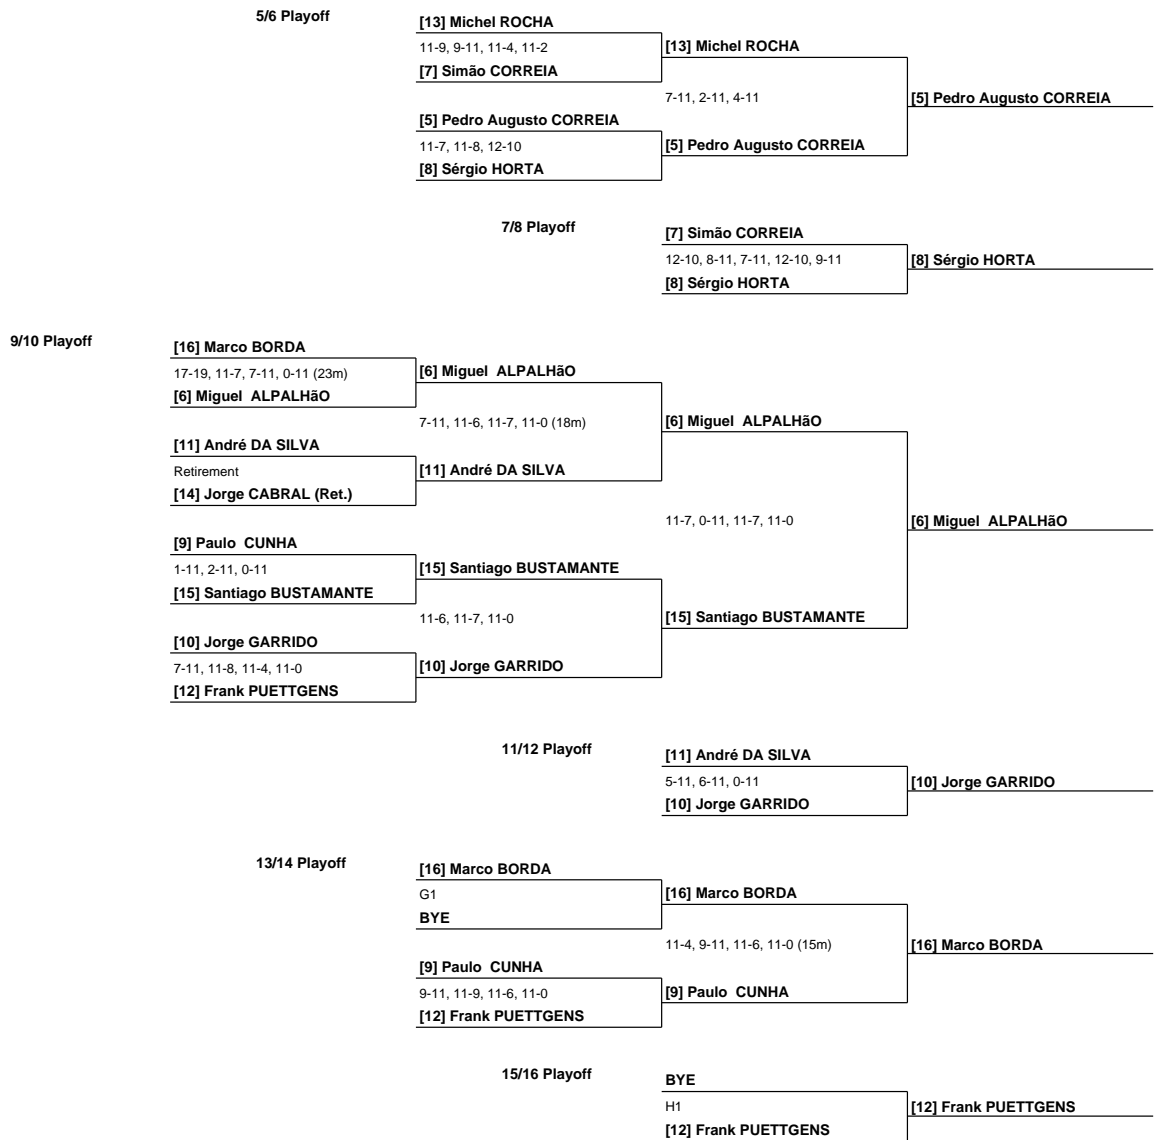 5/6 Playoff
[13] Michel ROCHA
11-9, 9-11, 11-4, 11-2
[13] Michel ROCHA
[7] Simão CORREIA
7-11, 2-11, 4-11
[5] Pedro Augusto CORREIA
[5] Pedro Augusto CORREIA
11-7, 11-8, 12-10
[5] Pedro Augusto CORREIA
[8] Sérgio HORTA
7/8 Playoff
[7] Simão CORREIA
12-10, 8-11, 7-11, 12-10, 9-11
[8] Sérgio HORTA
[8] Sérgio HORTA
9/10 Playoff
[16] Marco BORDA
17-19, 11-7, 7-11, 0-11 (23m)
[6] Miguel  ALPALHãO
[6] Miguel  ALPALHãO
7-11, 11-6, 11-7, 11-0 (18m)
[6] Miguel  ALPALHãO
[11] André DA SILVA
Retirement
[11] André DA SILVA
[14] Jorge CABRAL (Ret.)
11-7, 0-11, 11-7, 11-0
[6] Miguel  ALPALHãO
[9] Paulo  CUNHA
1-11, 2-11, 0-11
[15] Santiago BUSTAMANTE
[15] Santiago BUSTAMANTE
11-6, 11-7, 11-0
[15] Santiago BUSTAMANTE
[10] Jorge GARRIDO
7-11, 11-8, 11-4, 11-0
[10] Jorge GARRIDO
[12] Frank PUETTGENS
11/12 Playoff
[11] André DA SILVA
5-11, 6-11, 0-11
[10] Jorge GARRIDO
[10] Jorge GARRIDO
13/14 Playoff
[16] Marco BORDA
G1
[16] Marco BORDA
BYE
11-4, 9-11, 11-6, 11-0 (15m)
[16] Marco BORDA
[9] Paulo  CUNHA
9-11, 11-9, 11-6, 11-0
[9] Paulo  CUNHA
[12] Frank PUETTGENS
15/16 Playoff
BYE
H1
[12] Frank PUETTGENS
[12] Frank PUETTGENS